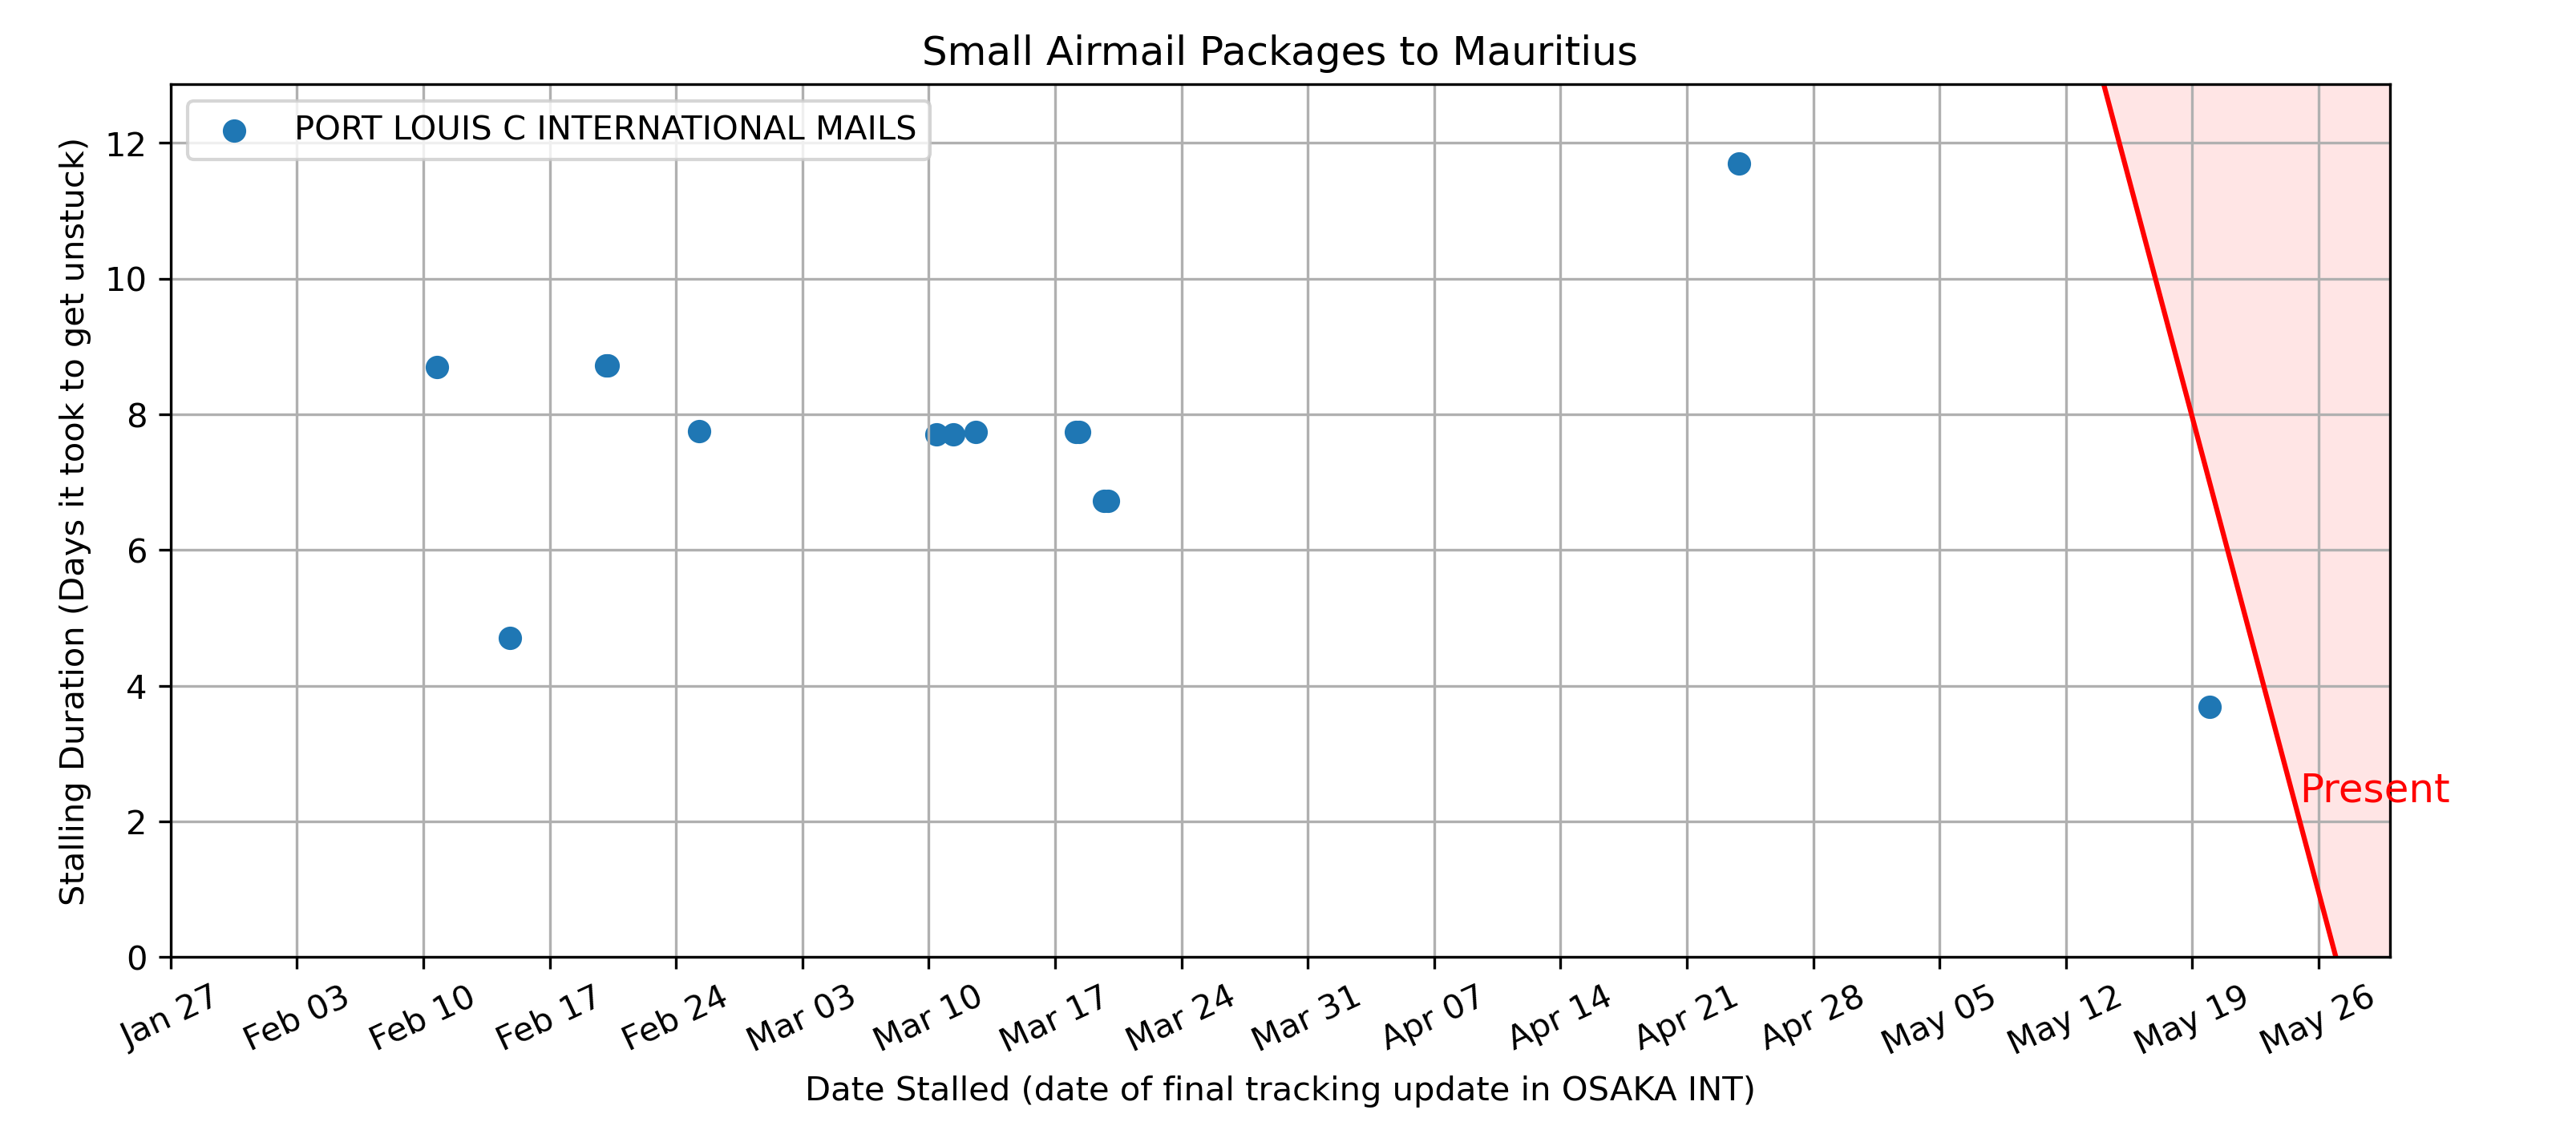 Small Airmail Packages to Mauritius
PORT LOUIS C INTERNATIONAL MAILS
Stalling Duration (Days it took to get unstuck)
12
10
8
6
4
2
0
Present
Jan 27
Feb 03
Feb 10
Feb 17
Feb 24
Mar 03
Mar 10
Mar 17
Mar 24
Mar 31
Apr 07
Apr 14
Apr 21
Apr 28
May 05
May 12
May 19
May 26
Date Stalled (date of final tracking update in OSAKA INT)